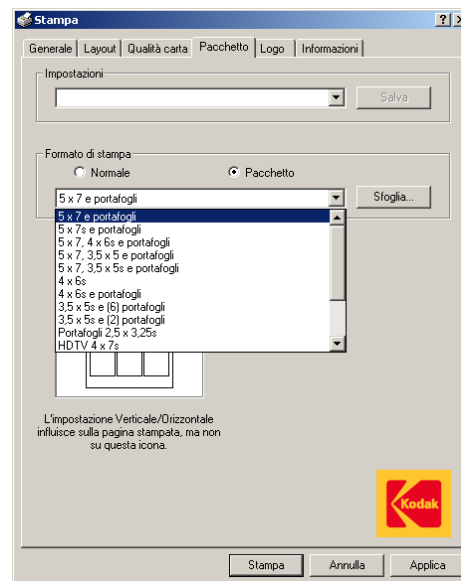 Stampa
Generale Layout Qualità carta Pacchetto Logo Informazioni
Impostazioni
Salva
Formato di stampa
Normale Pacchetto
5 x 7 e portafogli Sfoglia...
5 x 7 e portafogli
5 x 7s e portafogli
5 x 7, 4 x 6s e portafogli
5 x 7, 3,5 x 5 e portafogli
5 x 7, 3,5 x 5s e portafogli
4 x 6s
4 x 6s e portafogli
3,5 x 5s e (6) portafogli
3,5 x 5s e (2) portafogli
Portafogli 2,5 x 3,25s
HDTV 4 x 7s
L'impostazione Verticale/Orizzontale
influisce sulla pagina stampata, ma non
su questa icona.
Kodak
Stampa Annulla Applica